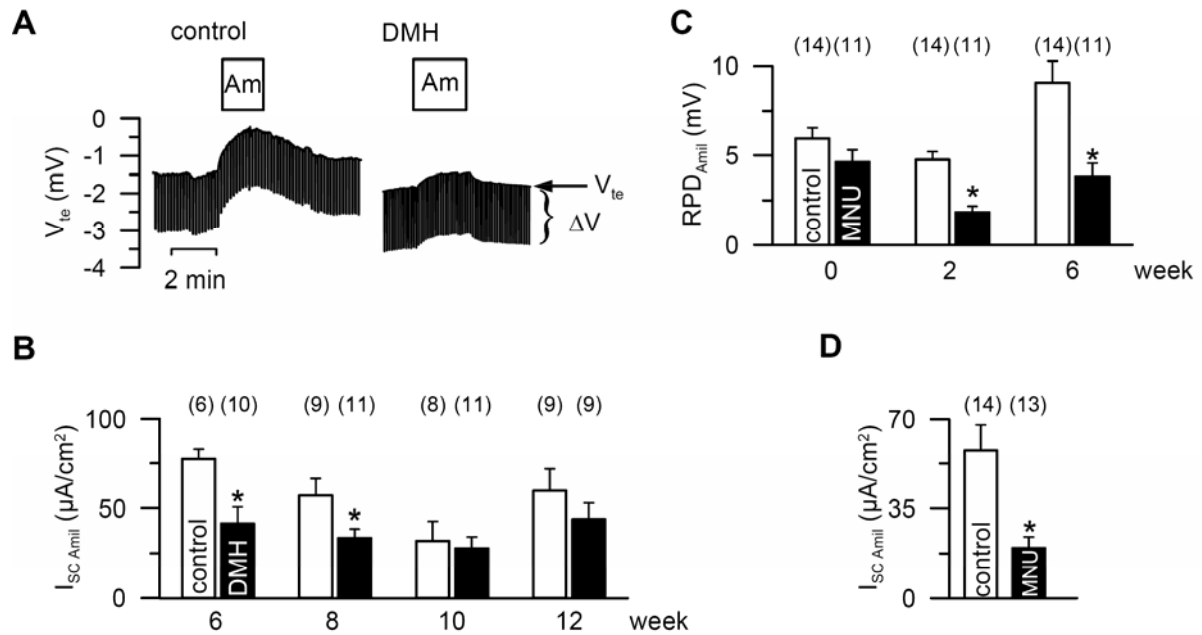 A
control
DMH
Am
Am
0
-1
-2
-3
-4
V_te (mV)
V_te
ΔV
2 min
C
(14) (11) (14) (11) (14) (11)
10
5
0
RPD_Amil (mV)
control
MNU
*
*
0 2 6 week
B
(6) (10) (9) (11) (8) (11) (9) (9)
100
50
0
I_SC Amil (µA/cm²)
control
DMH
*
*
6 8 10 12 week
D
(14) (13)
70
35
0
I_SC Amil (µA/cm²)
control
MNU
*